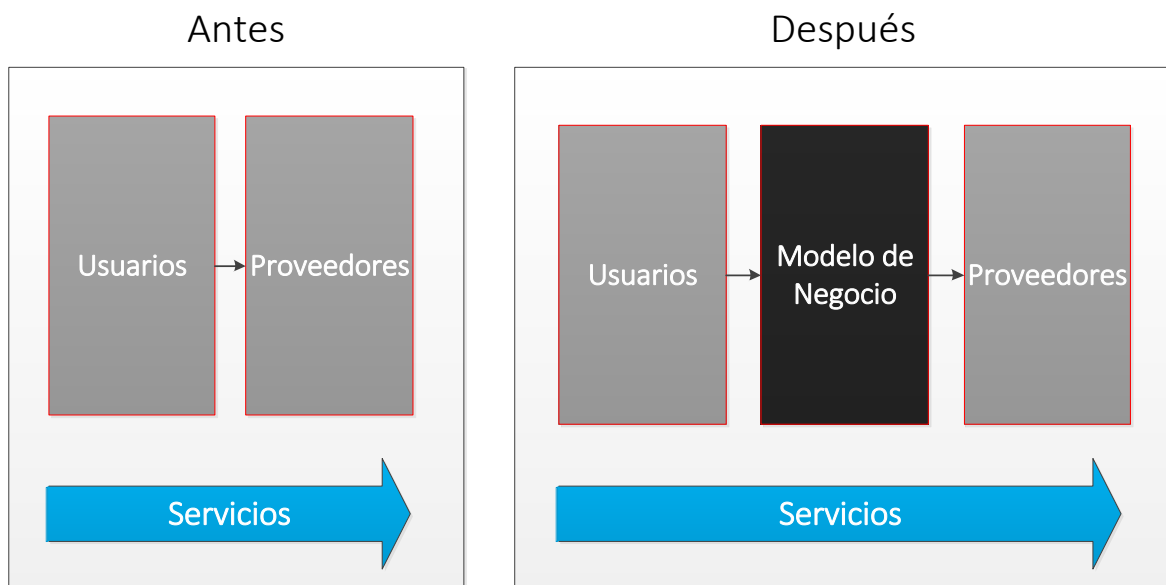 Antes
Usuarios
Proveedores
Servicios
Después
Usuarios
Modelo de
Negocio
Proveedores
Servicios